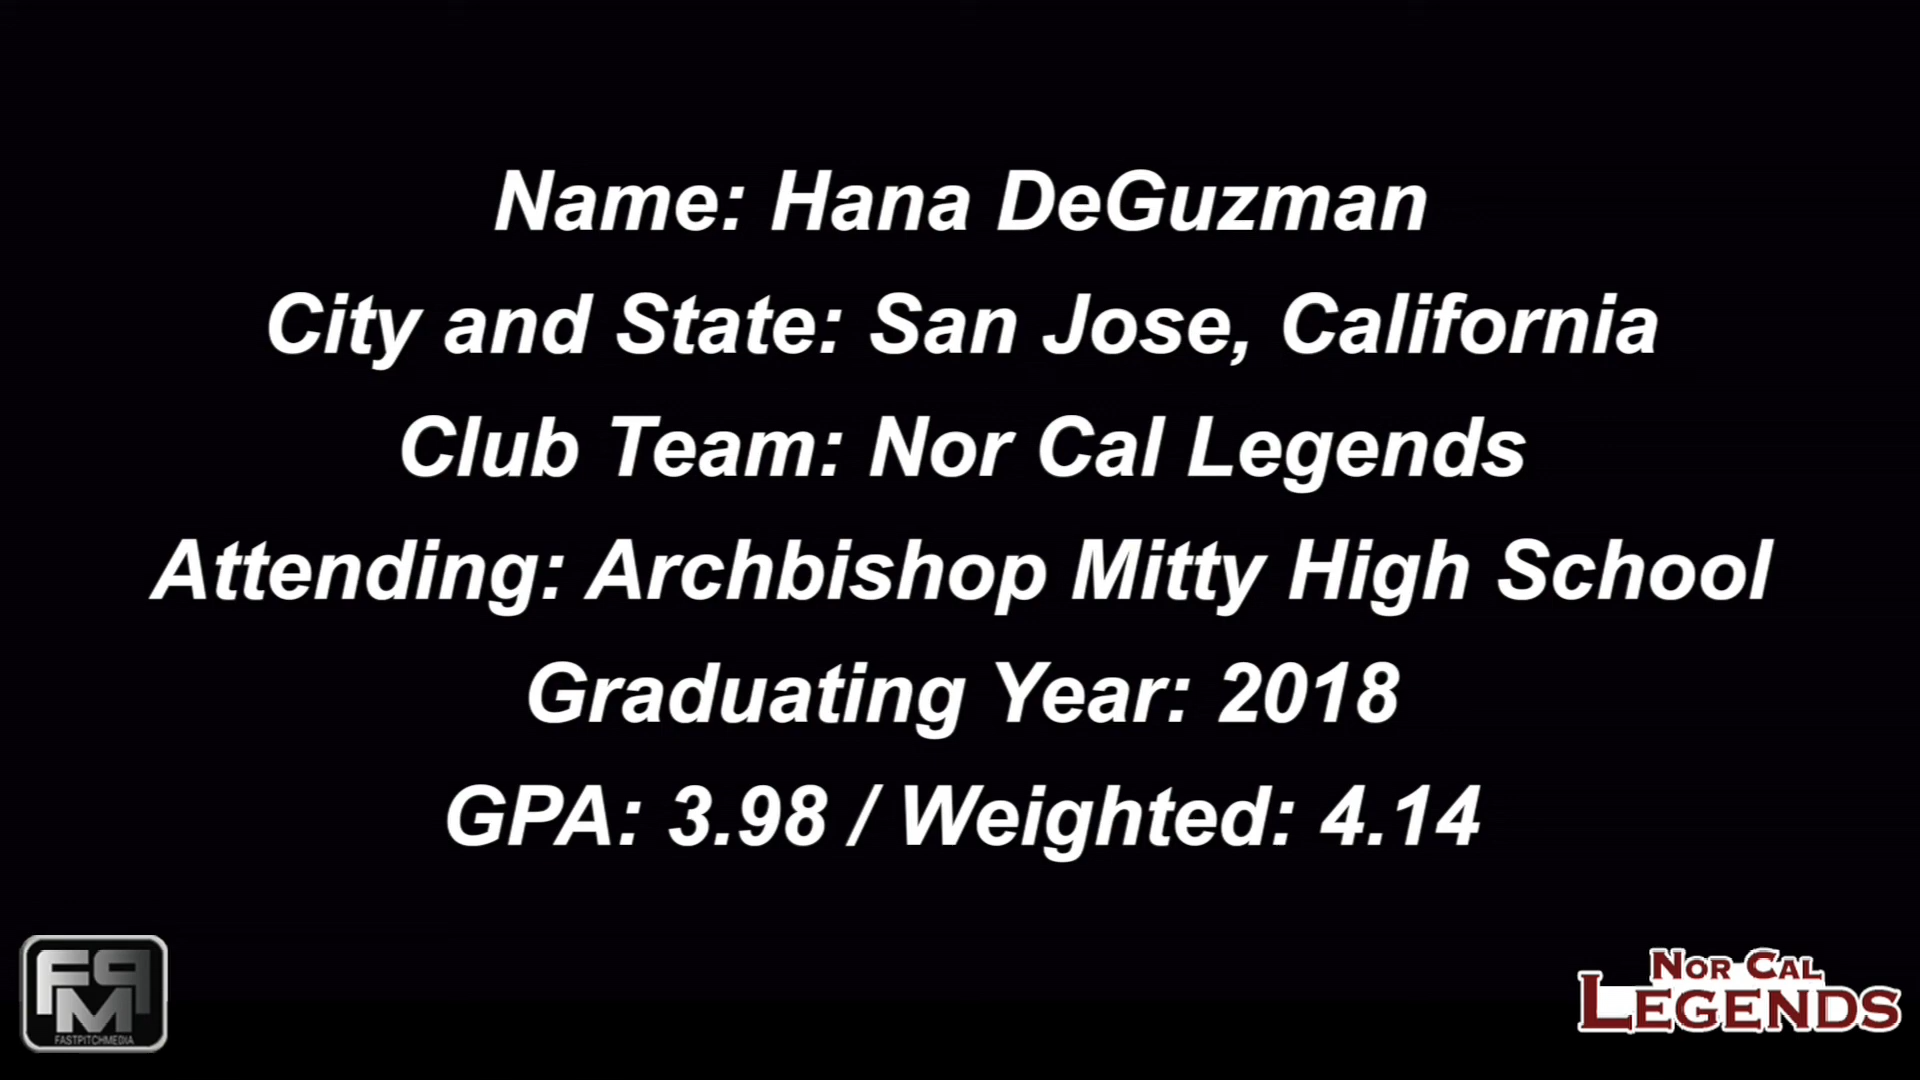 Name: Hana DeGuzman
City and State: San Jose, California
Club Team: Nor Cal Legends
Attending: Archbishop Mitty High School
Graduating Year: 2018
GPA: 3.98 / Weighted: 4.14
FPM
FASTPITCHMEDIA
NOR CAL
LEGENDS